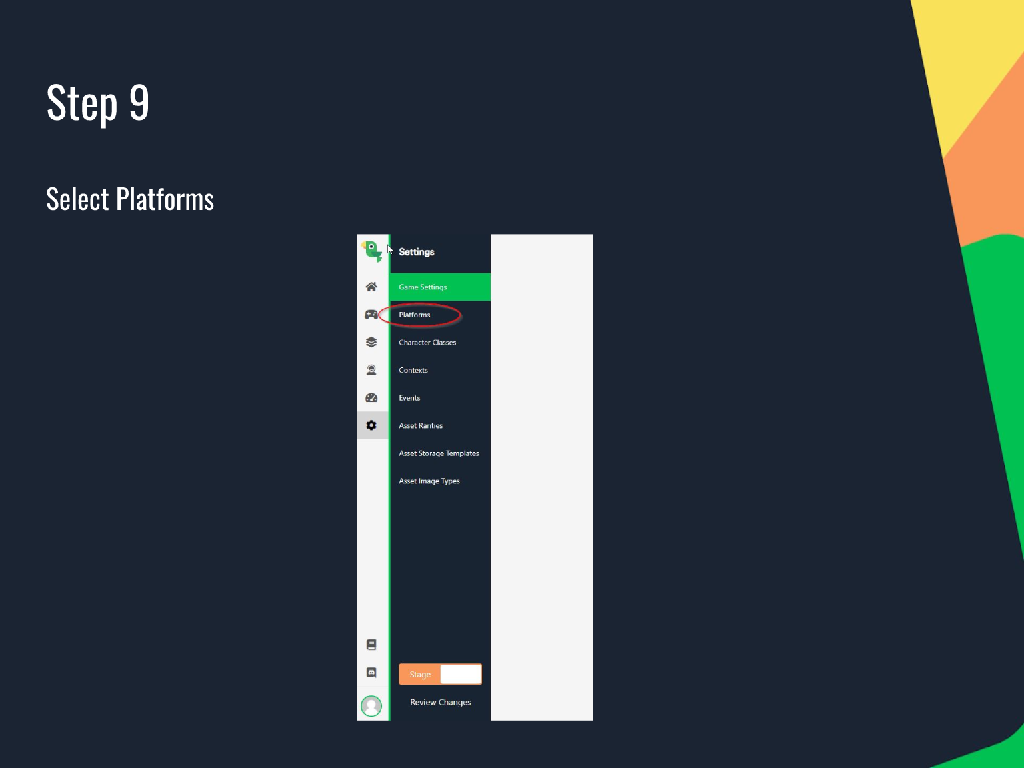 Step 9
Select Platforms
Settings
Game Settings
Platforms
Character Classes
Contexts
Events
Asset Rarities
Asset Storage Templates
Asset Image Types
Stage
Review Changes